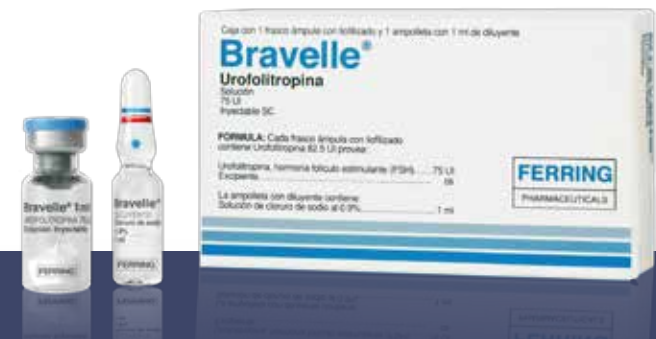 Caja con 1 frasco ámpula con liofilizado y 1 ampolleta con 1 ml de diluyente
Bravelle®
Urofolitropina
Solución
75 UI
Inyectable SC.
FÓRMULA: Cada frasco ámpula con liofilizado
contiene Urofolitropina 82.5 UI provee:
Urofolitropina, hormona folículo estimulante (FSH) .... 75 UI
Excipiente
La ampolleta con diluyente contiene:
Solución de cloruro de sodio al 0.9% .... 1 ml
FERRING
PHARMACEUTICALS
Bravelle®
Solución Inyectable
FERRING
Bravelle®
FERRING